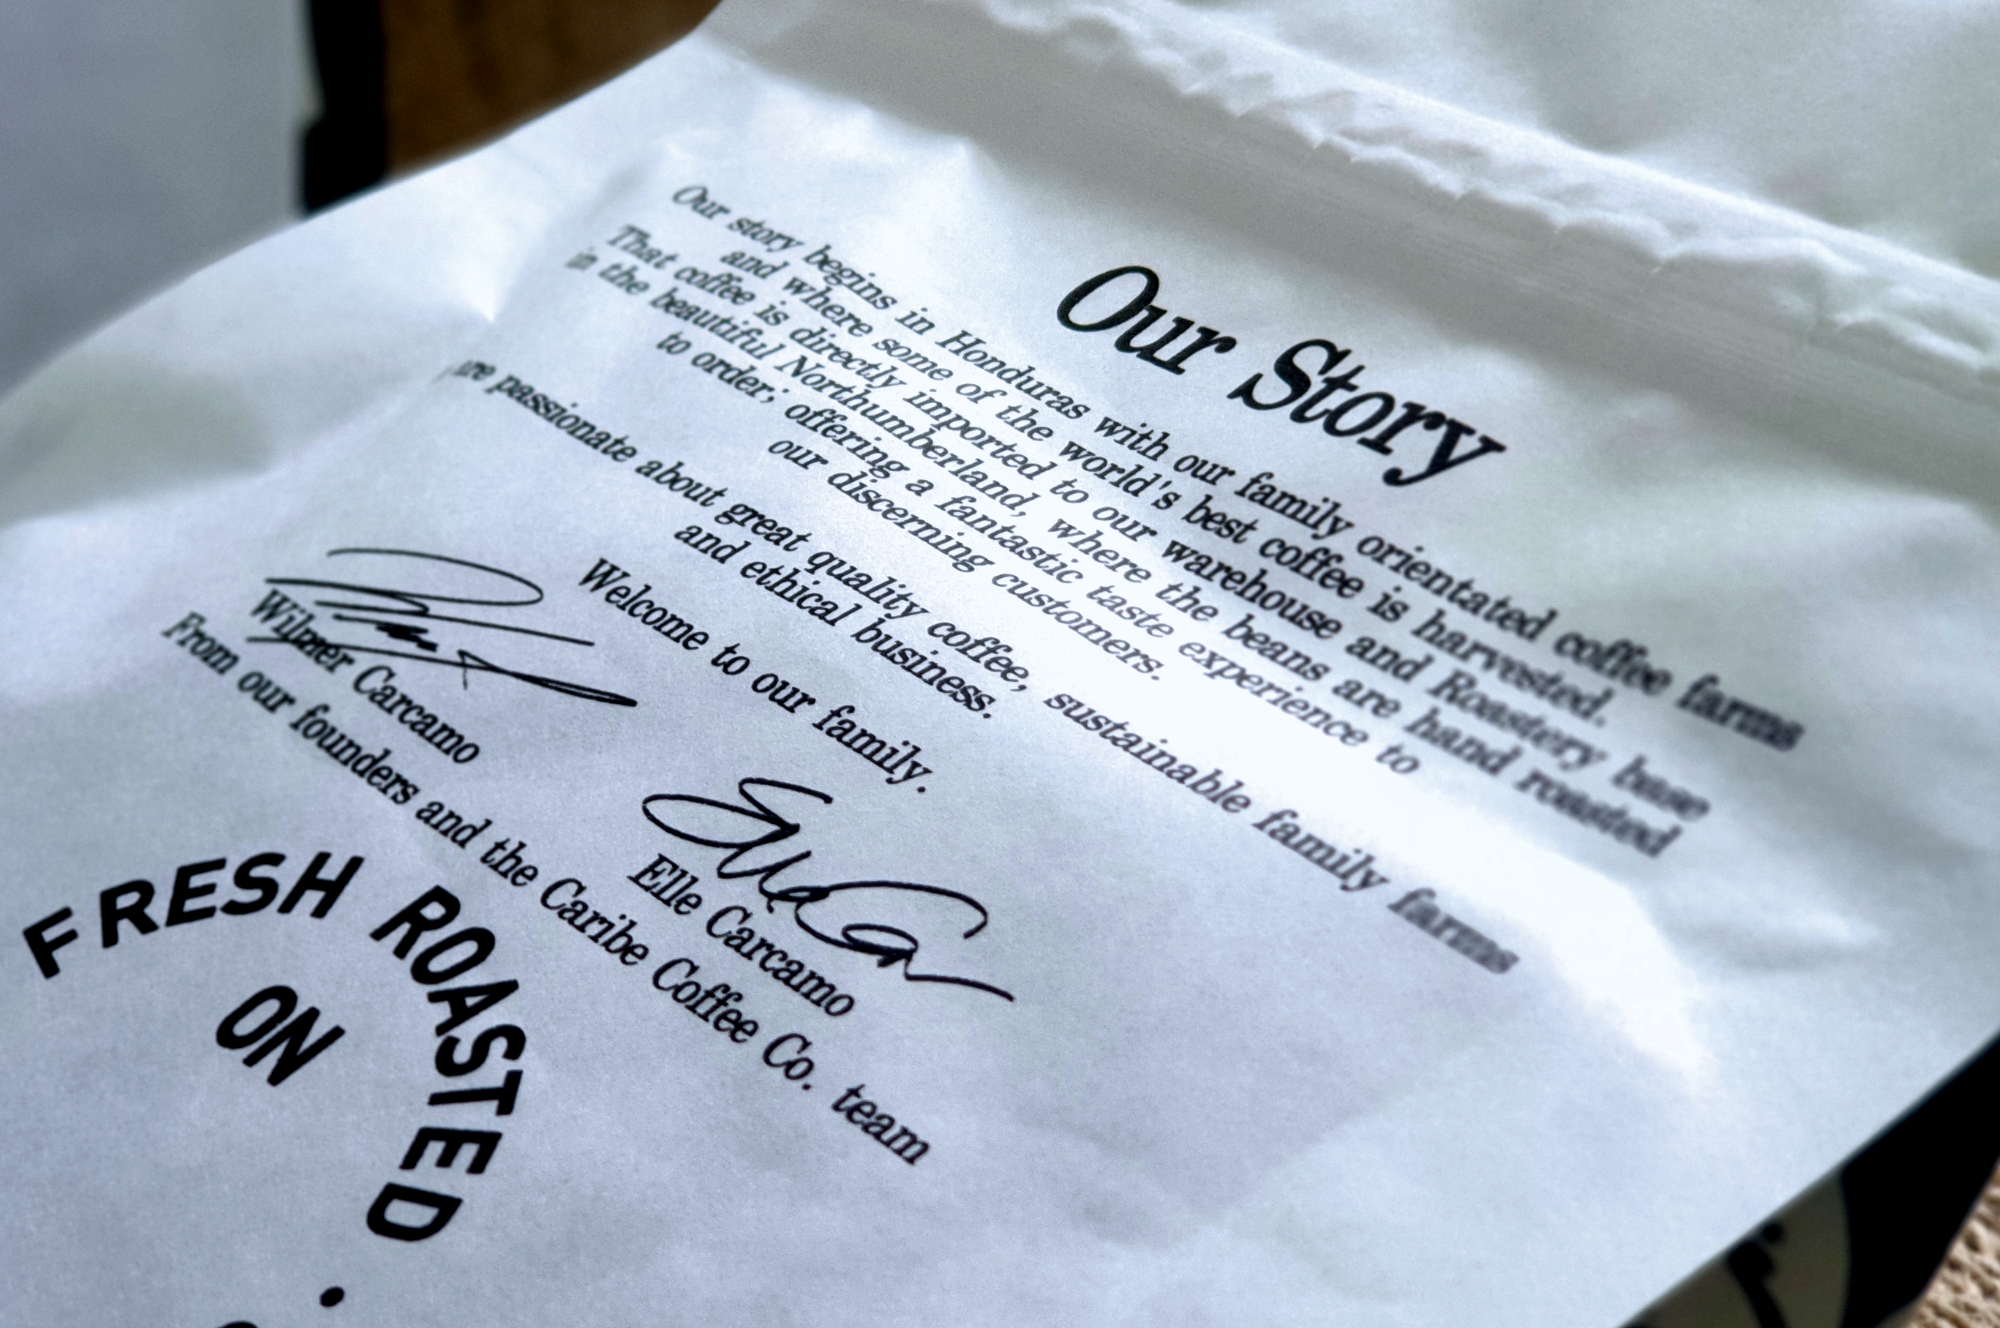 Our Story
Our story begins in Honduras with our family orientated coffee farms
and where some of the world's best coffee is harvested.
That coffee is directly imported to our warehouse and Roastery base
in the beautiful Northumberland, where the beans are hand roasted
to order; offering a fantastic taste experience to
our discerning customers.
are passionate about great quality coffee, sustainable family farms
and ethical business.
Welcome to our family.
Wilmer Carcamo
Elle Carcamo
From our founders and the Caribe Coffee Co. team
FRESH ROASTED
ON